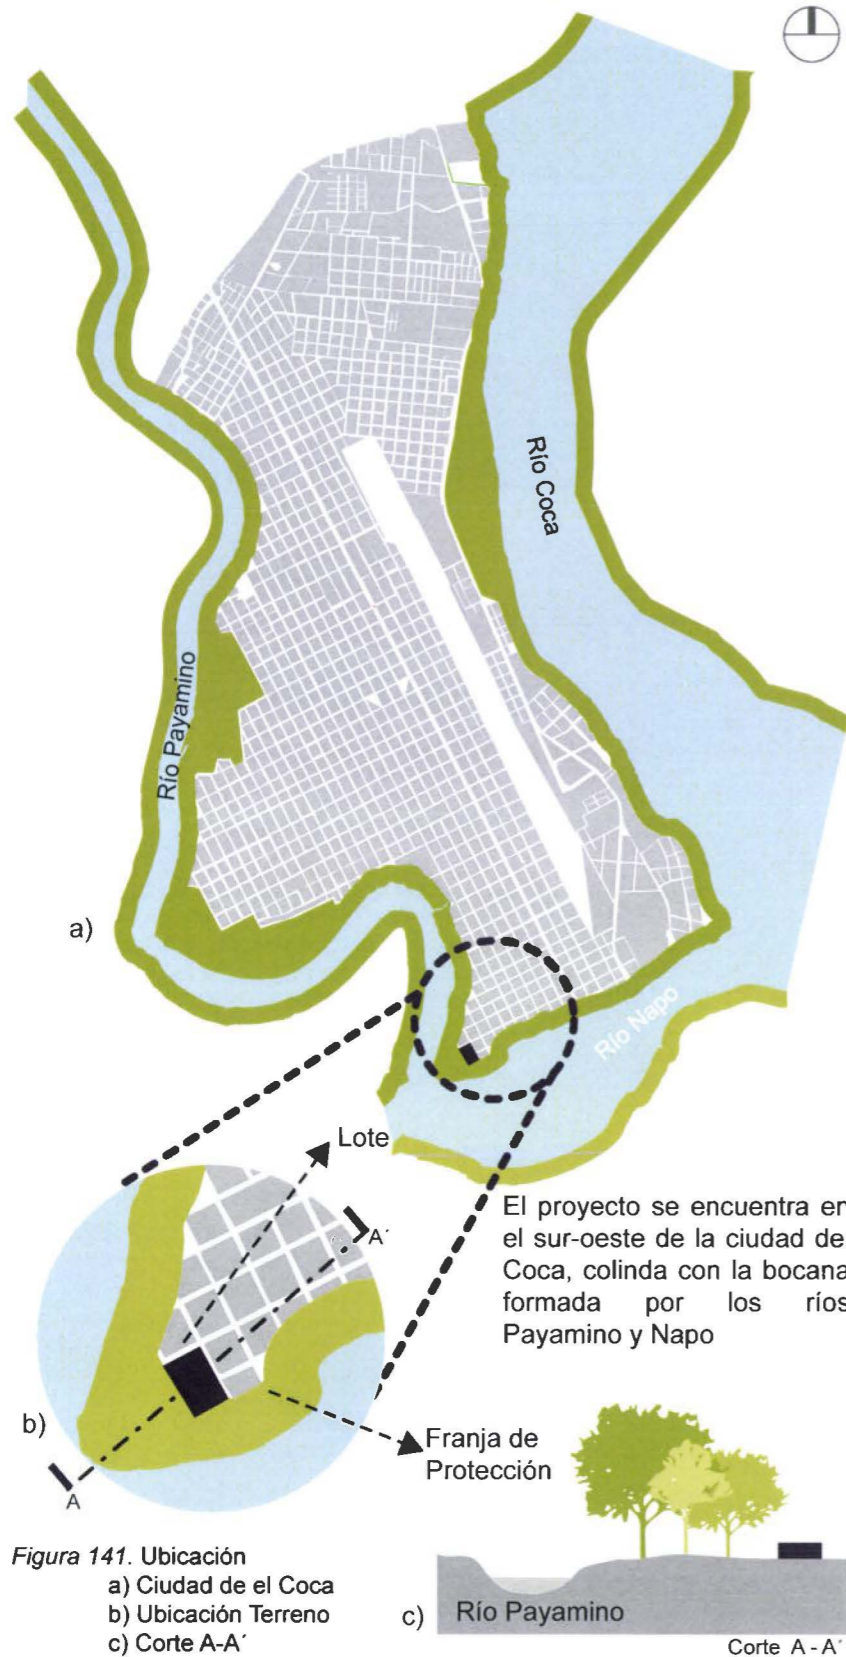 Río Coca
Río Payamino
a)
Río Napo
Lote
A´
El proyecto se encuentra en
el sur-oeste de la ciudad del
Coca, colinda con la bocana
formada por los ríos
Payamino y Napo
b)
Franja de
Protección
A
Figura 141. Ubicación
a) Ciudad de el Coca
b) Ubicación Terreno
c) Corte A-A´
c)
Río Payamino
Corte A - A´